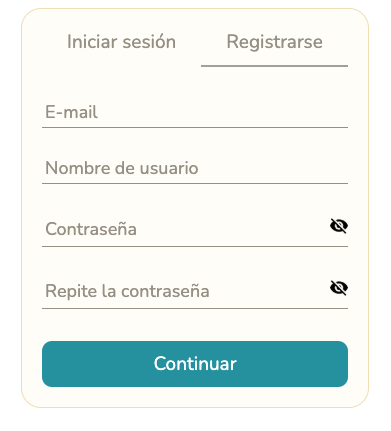 Iniciar sesión Registrarse
E-mail
Nombre de usuario
Contraseña
Repite la contraseña
Continuar